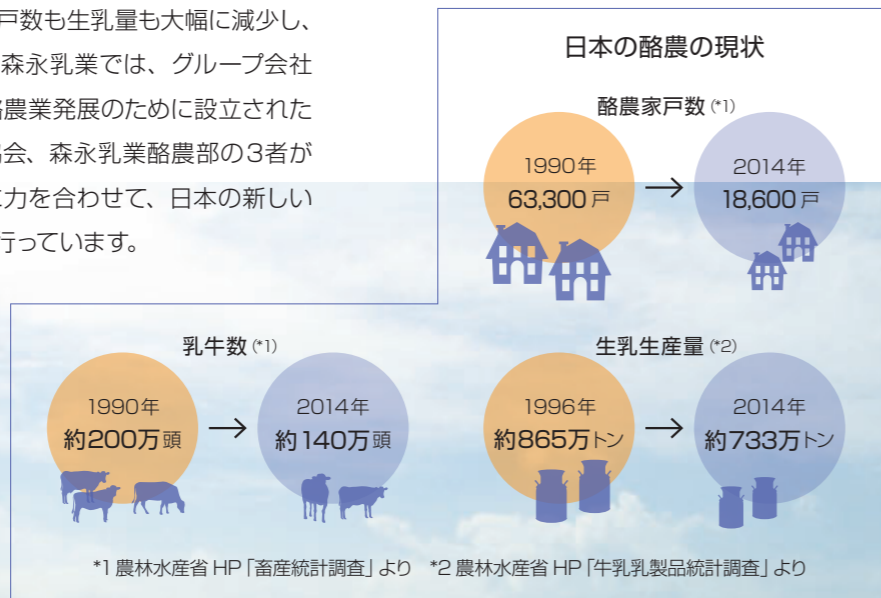 戸数も生乳量も大幅に減少し、
森永乳業では、グループ会社
酪農業発展のために設立された
協会、森永乳業酪農部の3者が
力を合わせて、日本の新しい
行っています。
日本の酪農の現状
酪農家戸数(*1)
1990年
63,300戸
→
2014年
18,600戸
乳牛数(*1)
1990年
約200万頭
→
2014年
約140万頭
生乳生産量(*2)
1996年
約865万トン
→
2014年
約733万トン
*1 農林水産省 HP「畜産統計調査」より *2 農林水産省 HP「牛乳乳製品統計調査」より